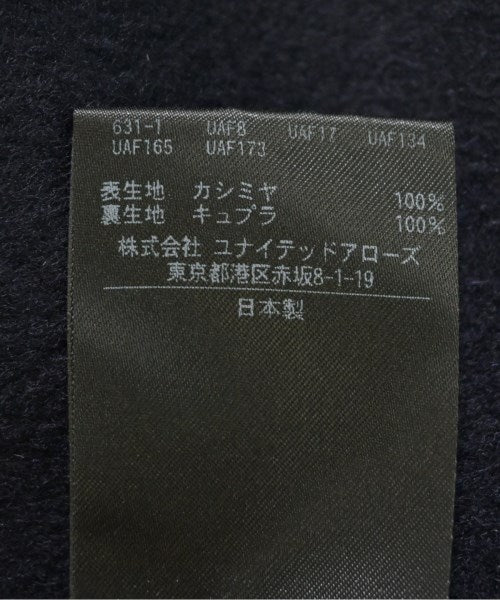 631-1 UAF8 UAF17 UAF134
UAF165 UAF173
表生地 カシミヤ 100%
裏生地 キュプラ 100%
株式会社 ユナイテッドアローズ
東京都港区赤坂8-1-19
日本製